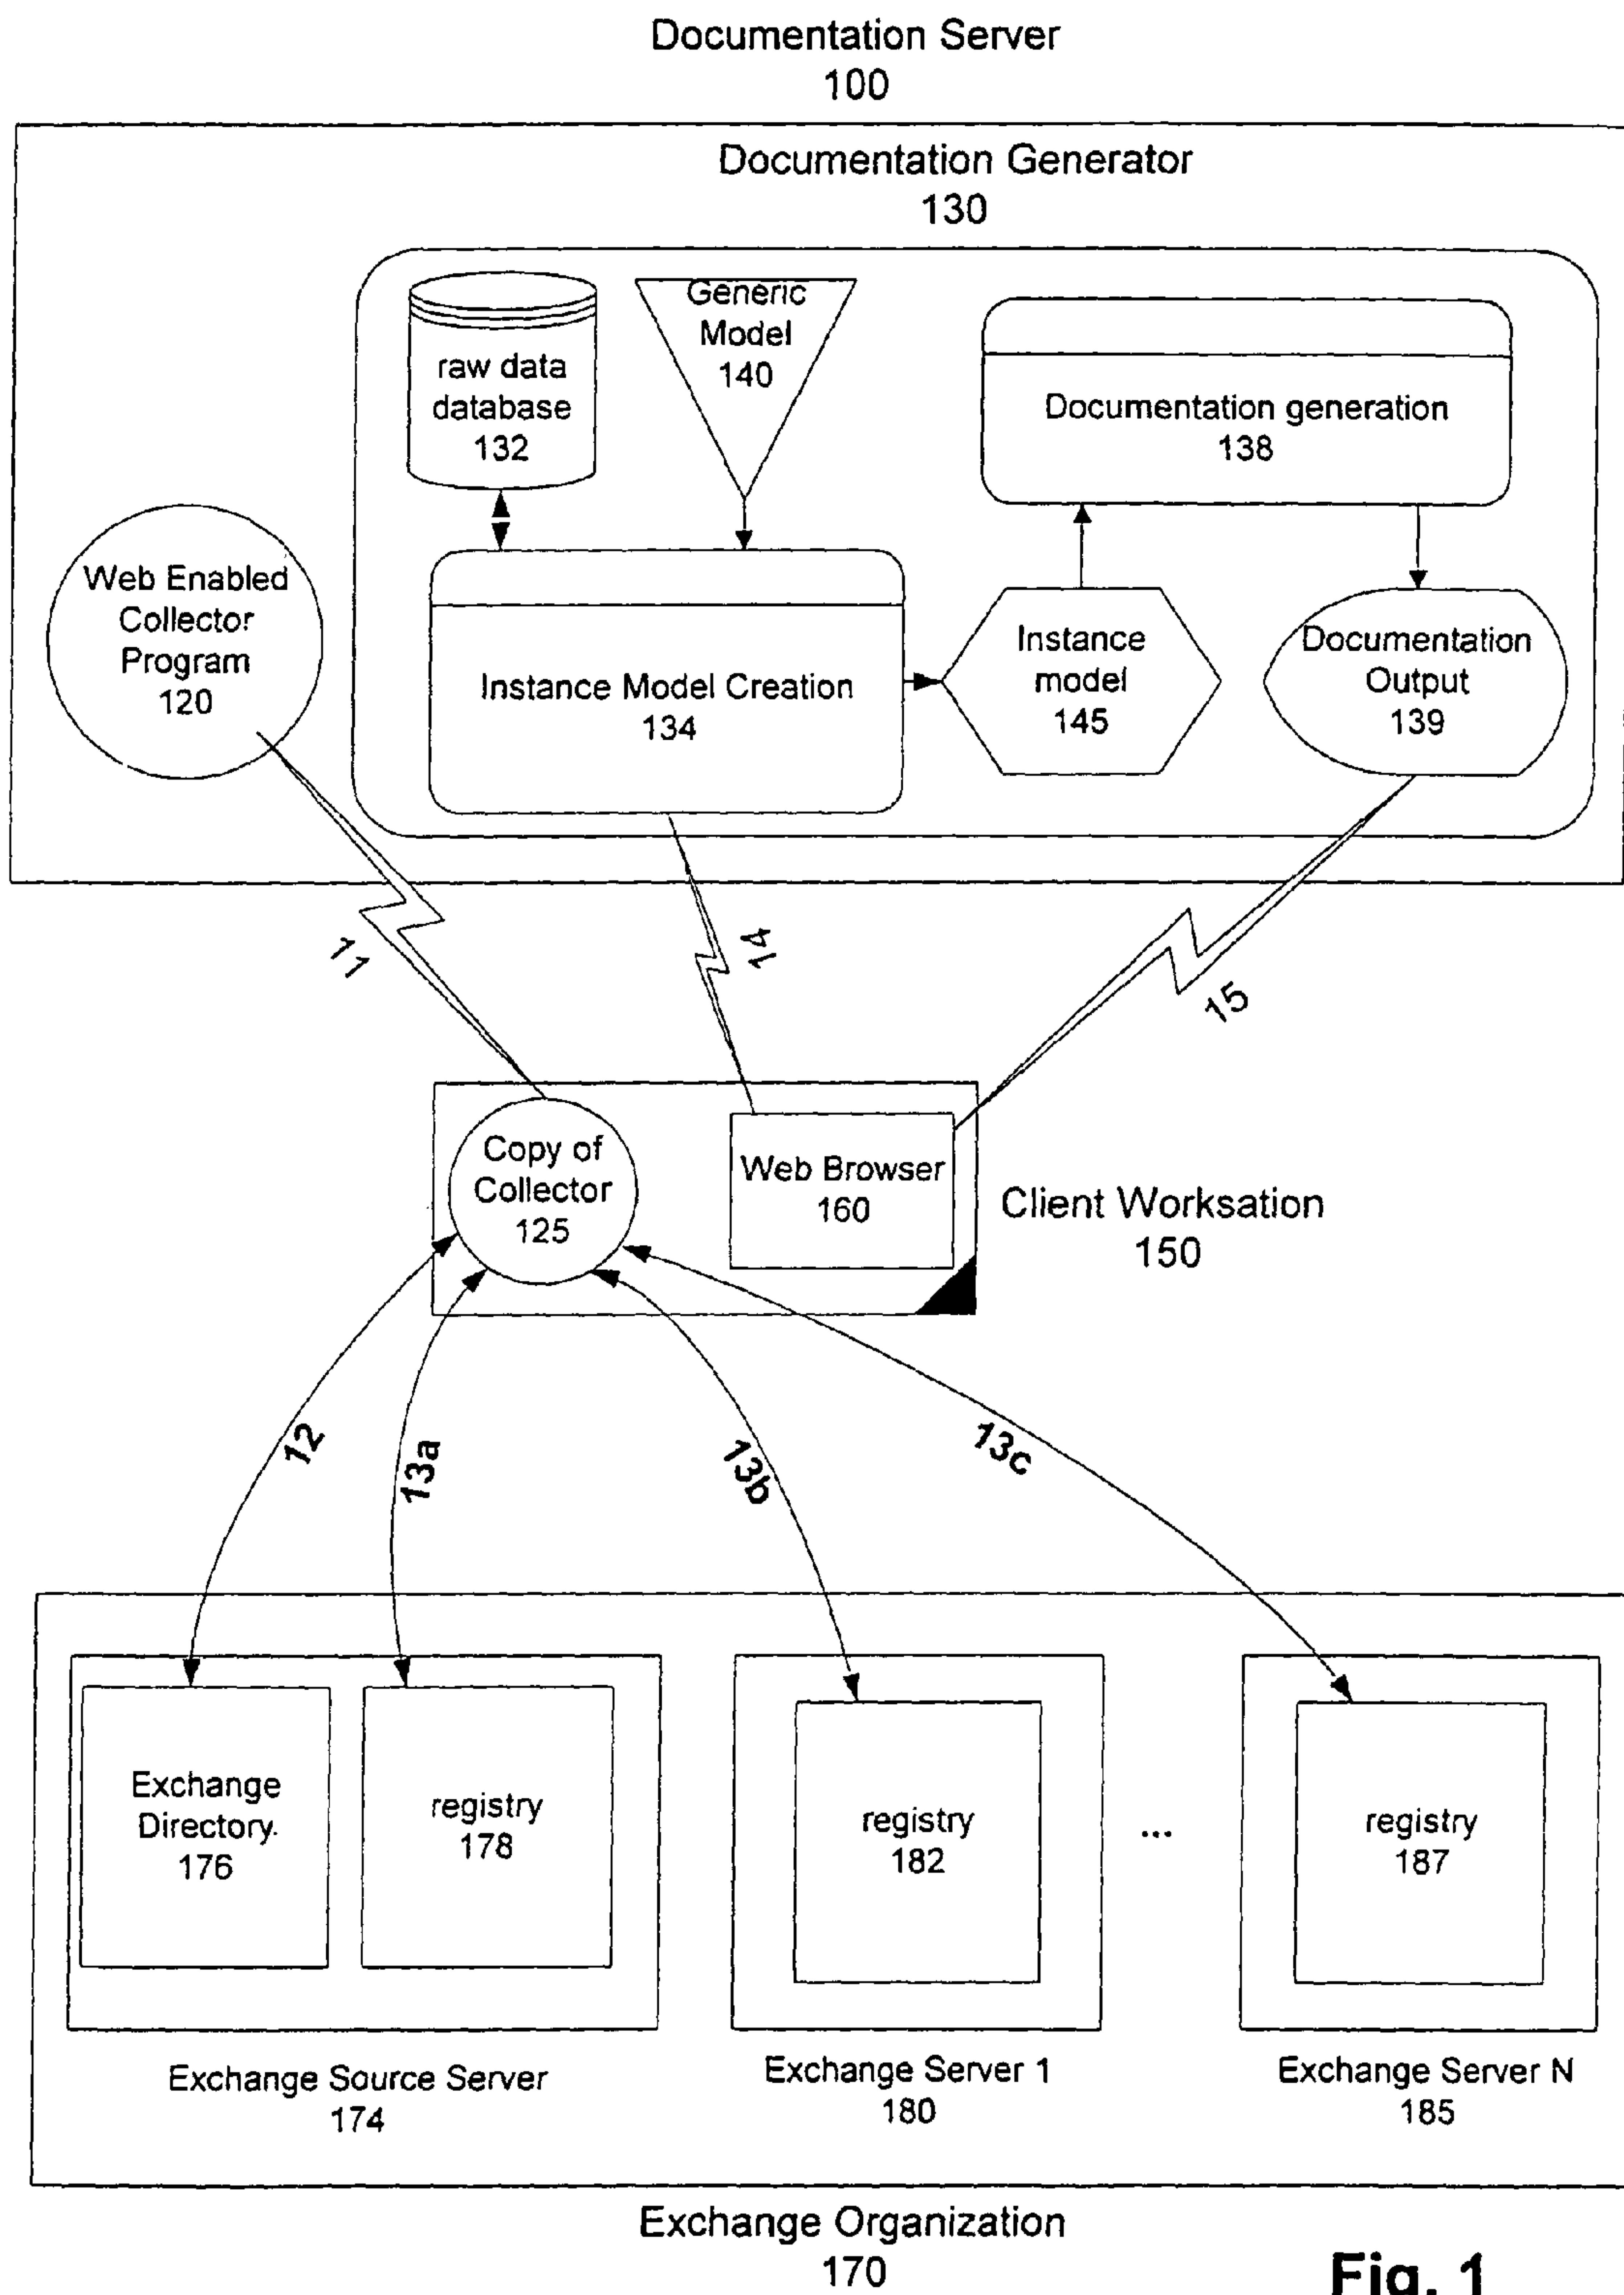 Documentation Server
100
Documentation Generator
130
raw data
database
132
Generic
Model
140
Documentation generation
138
Web Enabled
Collector
Program
120
Instance Model Creation
134
Instance
model
145
Documentation
Output
139
11
14
15
Copy of
Collector
125
Web Browser
160
Client Worksation
150
12
13a
13b
13c
Exchange
Directory.
176
registry
178
registry
182
...
registry
187
Exchange Source Server
174
Exchange Server 1
180
Exchange Server N
185
Exchange Organization
170
Fig. 1